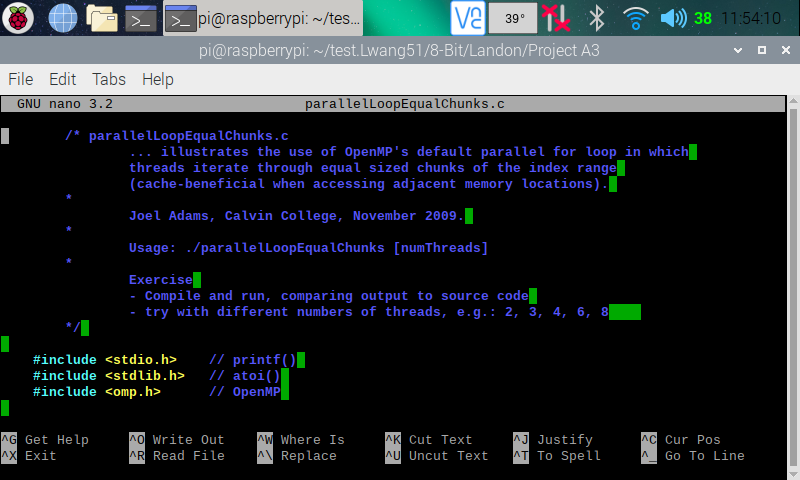 pi@raspberrypi: ~/tes...
V2
39°
38
11:54:10
pi@raspberrypi: ~/test.Lwang51/8-Bit/Landon/Project A3
File Edit Tabs Help
GNU nano 3.2 parallelLoopEqualChunks.c
/* parallelLoopEqualChunks.c
... illustrates the use of OpenMP's default parallel for loop in which
threads iterate through equal sized chunks of the index range
(cache-beneficial when accessing adjacent memory locations).
*
Joel Adams, Calvin College, November 2009.
*
Usage: ./parallelLoopEqualChunks [numThreads]
*
Exercise
- Compile and run, comparing output to source code
- try with different numbers of threads, e.g.: 2, 3, 4, 6, 8
*/
#include <stdio.h> // printf()
#include <stdlib.h> // atoi()
#include <omp.h> // OpenMP
^G Get Help ^O Write Out ^W Where Is ^K Cut Text ^J Justify ^C Cur Pos
^X Exit ^R Read File ^\ Replace ^U Uncut Text ^T To Spell ^_ Go To Line